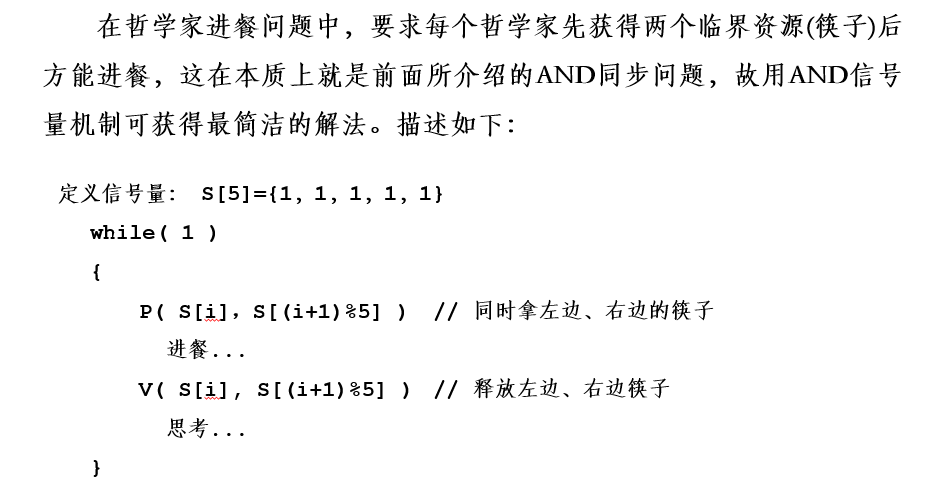 在哲学家进餐问题中，要求每个哲学家先获得两个临界资源(筷子)后
方能进餐，这在本质上就是前面所介绍的AND同步问题，故用AND信号
量机制可获得最简洁的解法。描述如下：
定义信号量： S[5]={1, 1, 1, 1, 1}
while( 1 )
{
P( S[i], S[(i+1)%5] ) // 同时拿左边、右边的筷子
进餐...
V( S[i], S[(i+1)%5] ) // 释放左边、右边筷子
思考...
}